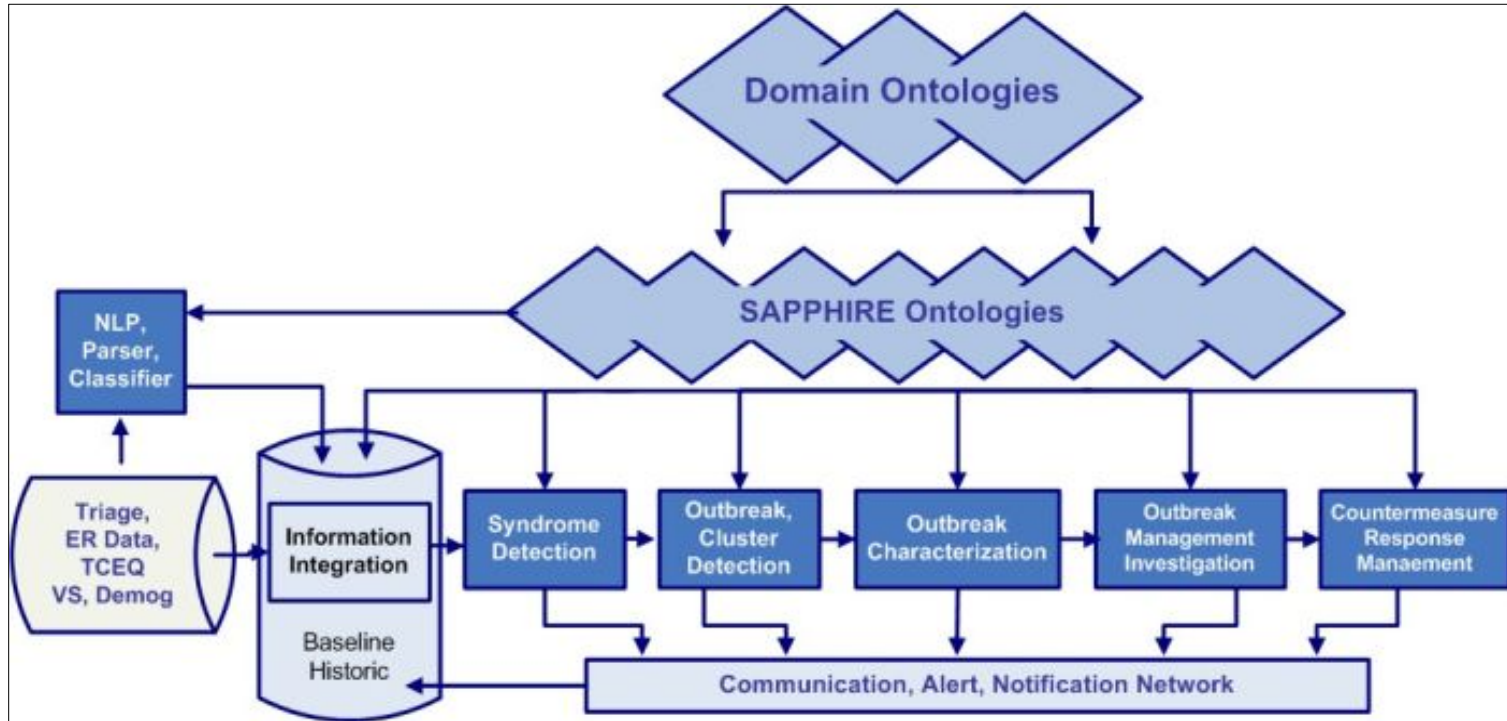 Domain Ontologies
SAPPHIRE Ontologies
NLP,
Parser,
Classifier
Triage,
ER Data,
TCEQ
VS, Demog
Information
Integration
Baseline
Historic
Syndrome
Detection
Outbreak,
Cluster
Detection
Outbreak
Characterization
Outbreak
Management
Investigation
Countermeasure
Response
Manaement
Communication, Alert, Notification Network